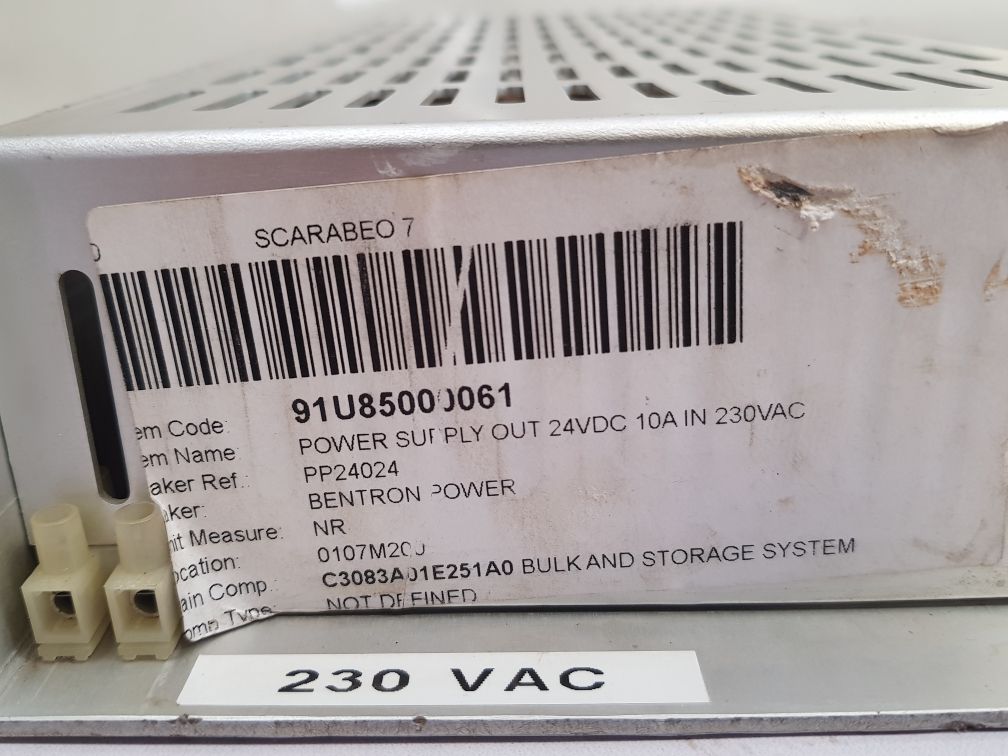 SCARABEO 7
em Code: 91U85000061
em Name POWER SUPPLY OUT 24VDC 10A IN 230VAC
aker Ref.: PP24024
aker: BENTRON POWER
nit Measure: NR
ocation: 0107M200
ain Comp.: C3083A01E251A0 BULK AND STORAGE SYSTEM
omp Type: NOT DEFINED
230 VAC